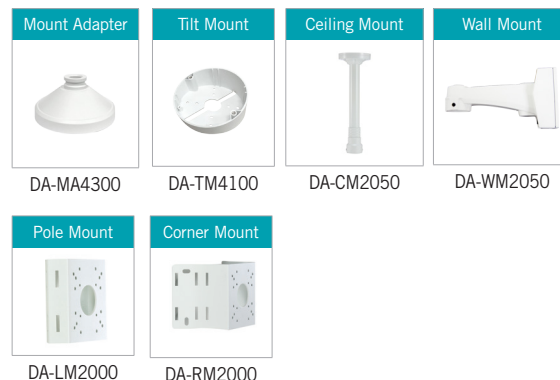 Mount Adapter
Tilt Mount
Ceiling Mount
Wall Mount
DA-MA4300
DA-TM4100
DA-CM2050
DA-WM2050
Pole Mount
Corner Mount
DA-LM2000
DA-RM2000